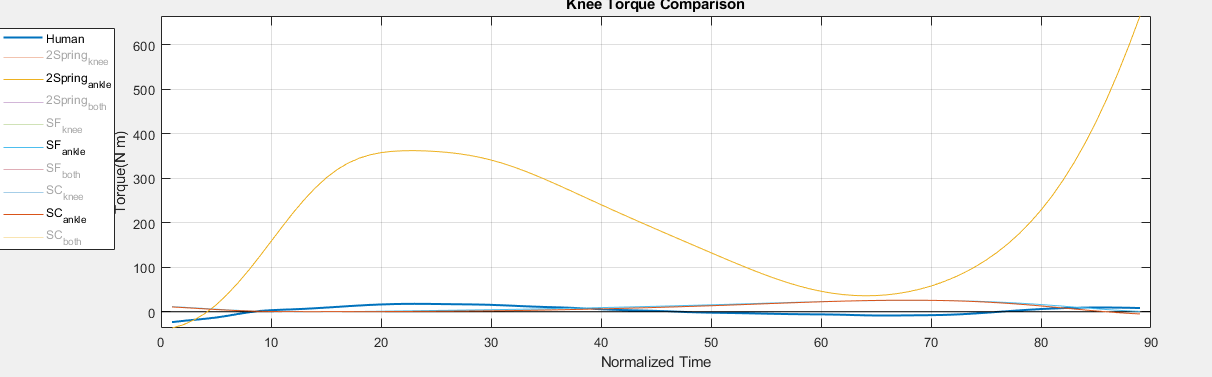 Knee Torque Comparison
Human
2Spring_knee
2Spring_ankle
2Spring_both
SF_knee
SF_ankle
SF_both
SC_knee
SC_ankle
SC_both
Torque(N m)
600
500
400
300
200
100
0
0 10 20 30 40 50 60 70 80 90
Normalized Time